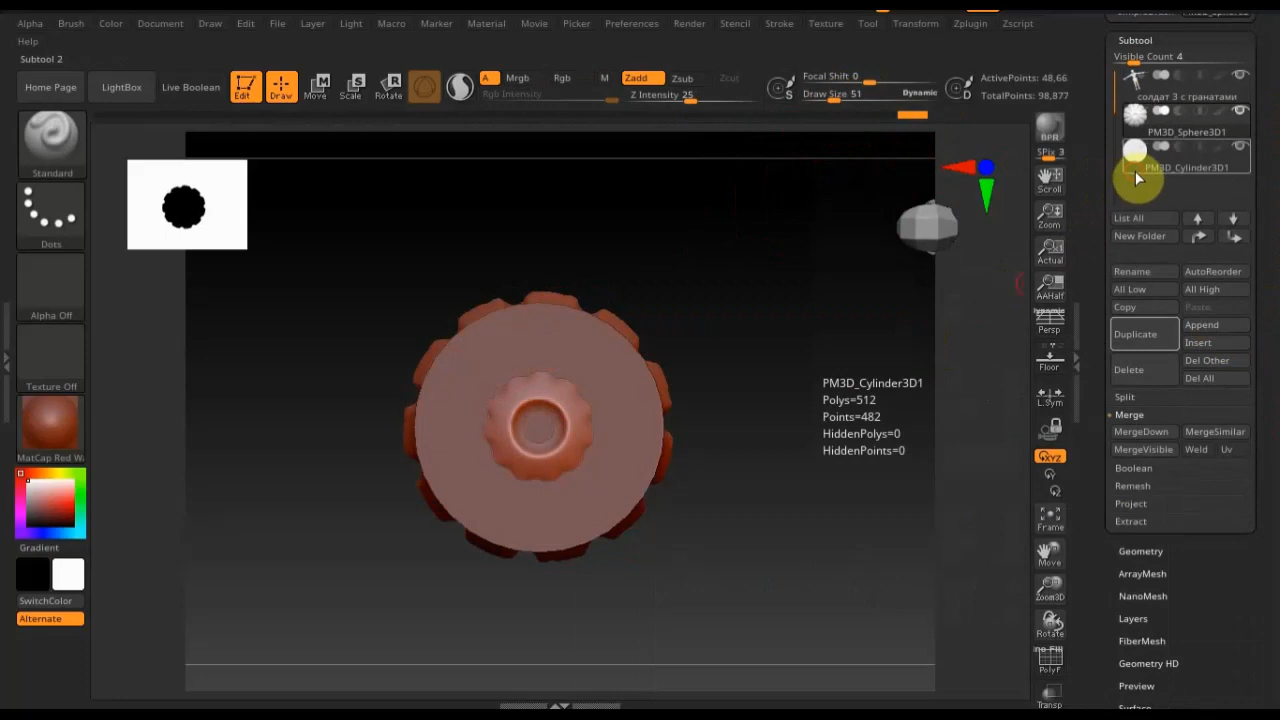 Alpha Brush Color Document Draw Edit File Layer Light Macro Marker Material Movie Picker Preferences Render Stencil Stroke Texture Tool Transform Zplugin Zscript
Help
Subtool 2
Home Page LightBox Live Boolean Edit Draw Move Scale Rotate
A Mrgb Rgb M Zadd Zsub Zcut
Rgb Intensity Z Intensity 25
S Focal Shift 0
Draw Size 51 Dynamic
D ActivePoints: 48,66
TotalPoints: 98,877
Standard
Dots
Alpha Off
Texture Off
MatCap Red Wa
Gradient
SwitchColor
Alternate
PM3D_Cylinder3D1
Polys=512
Points=482
HiddenPolys=0
HiddenPoints=0
BPR
SPix 3
Scroll
Zoom
Actual
AAHalf
Dynamic
Persp
Floor
L.Sym
XYZ
Frame
Move
Zoom3D
Rotate
PolyF
Transp
Subtool
Visible Count 4
солдат 3 с гранатами
PM3D_Sphere3D1
PM3D_Cylinder3D1
List All
New Folder
Rename AutoReorder
All Low All High
Copy Paste
Duplicate Append
Insert
Delete Del Other
Del All
Split
Merge
MergeDown MergeSimilar
MergeVisible Weld Uv
Boolean
Remesh
Project
Extract
Geometry
ArrayMesh
NanoMesh
Layers
FiberMesh
Geometry HD
Preview